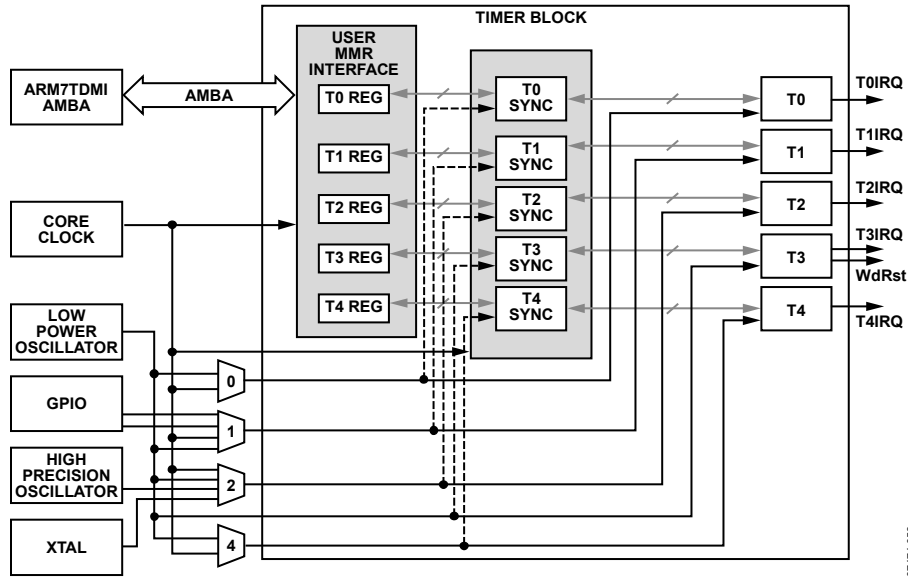 TIMER BLOCK
USER
MMR
INTERFACE
ARM7TDMI
AMBA
AMBA
T0 REG
T0
SYNC
T0
T0IRQ
T1 REG
T1
SYNC
T1
T1IRQ
CORE
CLOCK
T2 REG
T2
SYNC
T2
T2IRQ
T3 REG
T3
SYNC
T3
T3IRQ
WdRst
LOW
POWER
OSCILLATOR
T4 REG
T4
SYNC
T4
T4IRQ
0
GPIO
1
HIGH
PRECISION
OSCILLATOR
2
XTAL
4